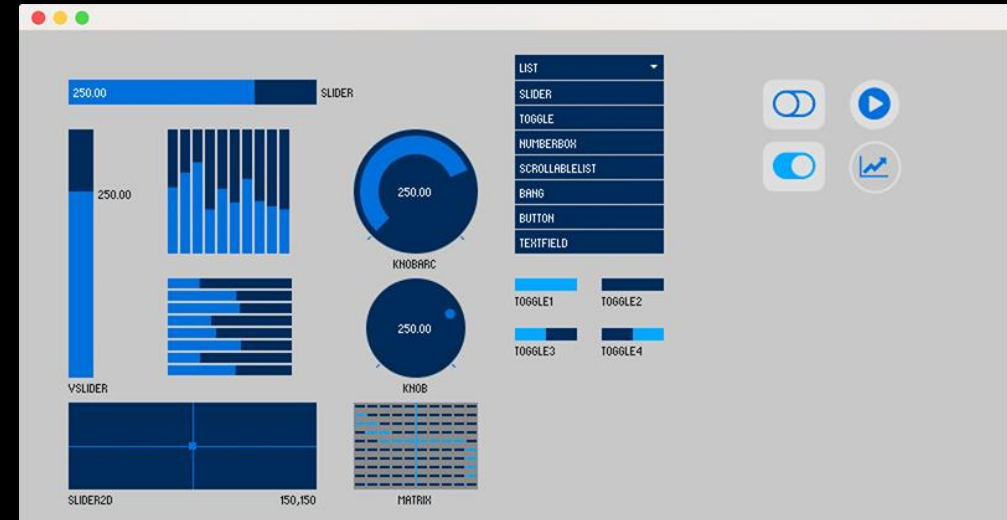 250.00
SLIDER
250.00
VSLIDER
250.00
KNOBARC
250.00
KNOB
SLIDER2D
150,150
MATRIX
LIST
SLIDER
TOGGLE
NUMBERBOX
SCROLLABLELIST
BANG
BUTTON
TEXTFIELD
TOGGLE1
TOGGLE2
TOGGLE3
TOGGLE4